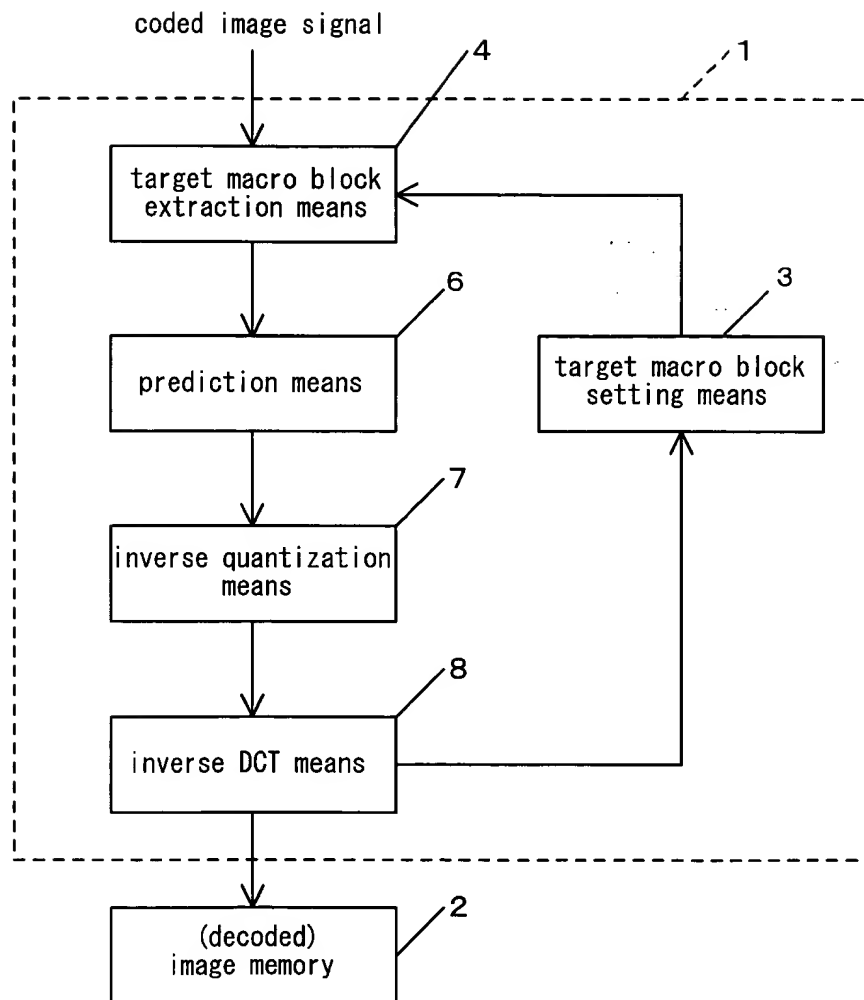 coded image signal
4
1
target macro block
extraction means
6
3
prediction means
target macro block
setting means
7
inverse quantization
means
8
inverse DCT means
2
(decoded)
image memory